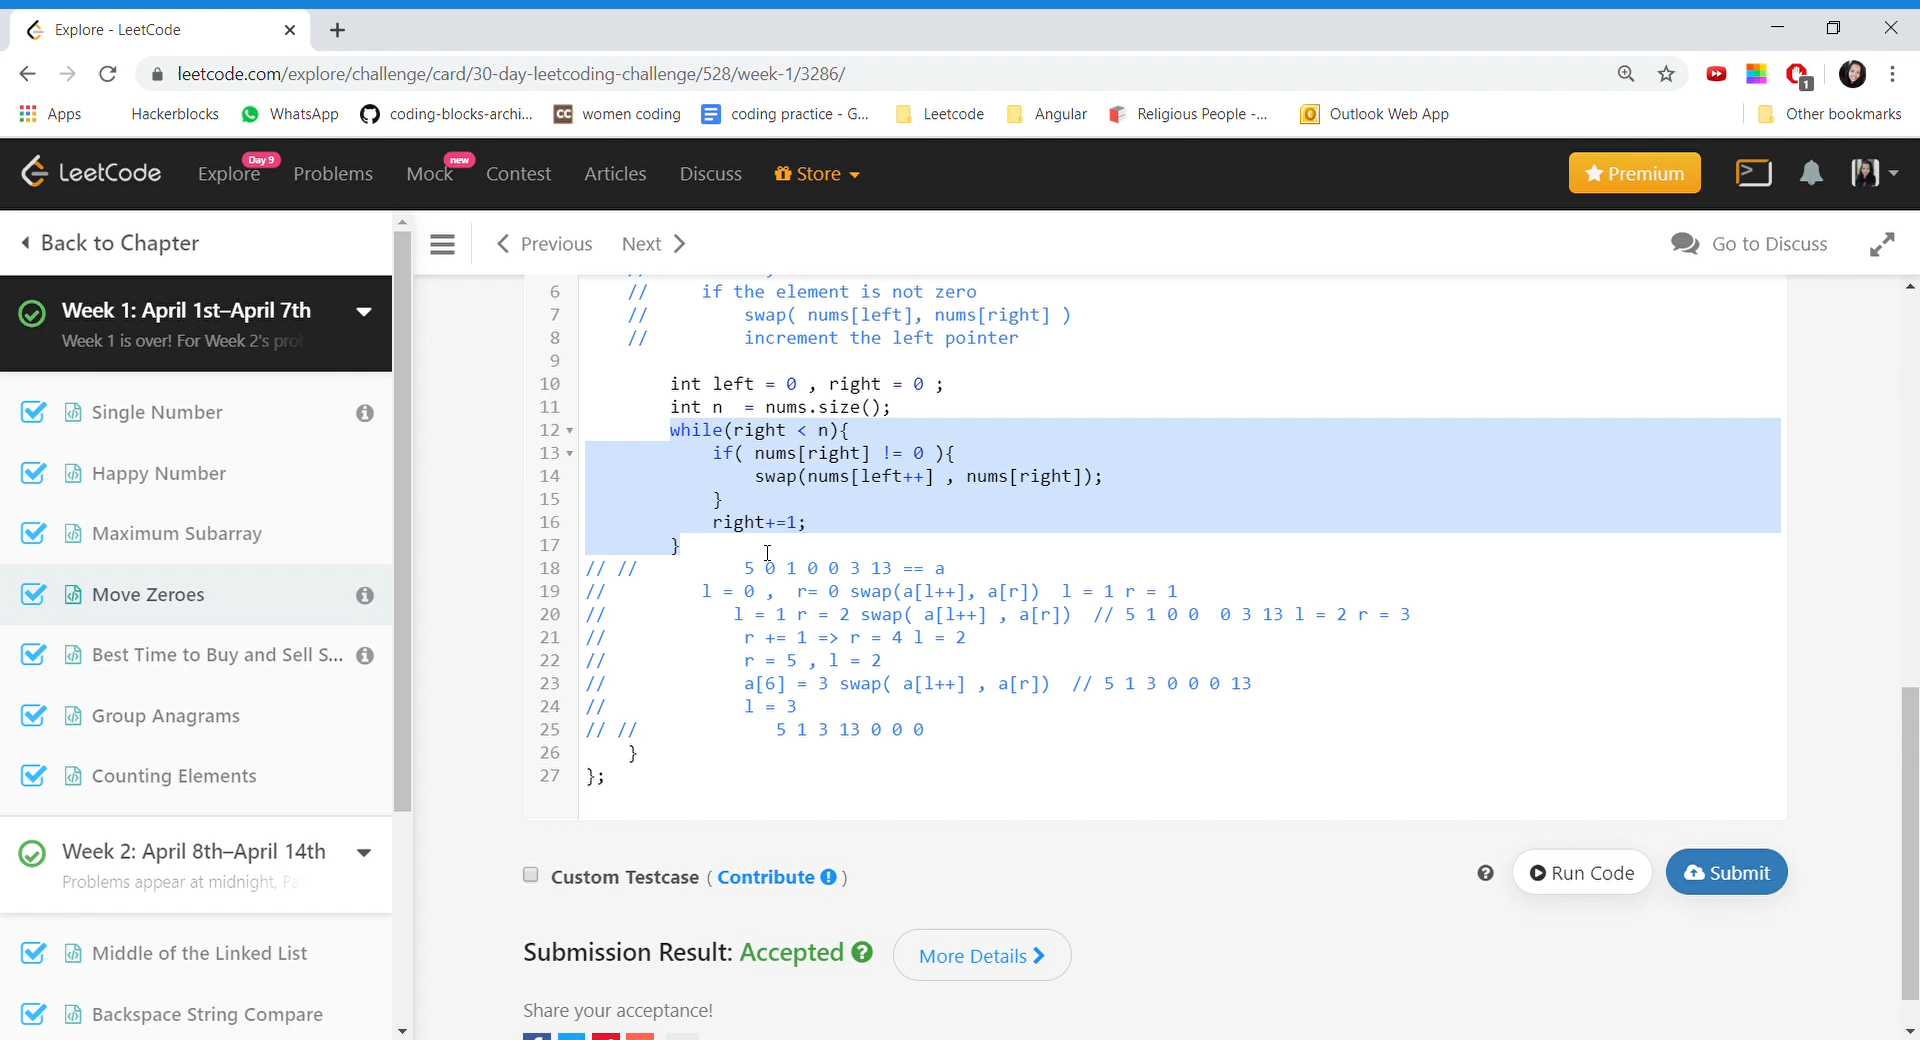 Explore - LeetCode
leetcode.com/explore/challenge/card/30-day-leetcoding-challenge/528/week-1/3286/
1
Apps Hackerblocks WhatsApp coding-blocks-archi... women coding coding practice - G... Leetcode Angular Religious People -... Outlook Web App Other bookmarks
LeetCode Explore Day 9 Problems Mock new Contest Articles Discuss Store Premium
Back to Chapter
Previous Next Go to Discuss
Week 1: April 1st–April 7th
Week 1 is over! For Week 2's prob
Single Number
Happy Number
Maximum Subarray
Move Zeroes
Best Time to Buy and Sell S...
Group Anagrams
Counting Elements
Week 2: April 8th–April 14th
Problems appear at midnight, Pac
Middle of the Linked List
Backspace String Compare
6 // if the element is not zero
7 // swap( nums[left], nums[right] )
8 // increment the left pointer
9
10 int left = 0 , right = 0 ;
11 int n = nums.size();
12 while(right < n){
13 if( nums[right] != 0 ){
14 swap(nums[left++] , nums[right]);
15 }
16 right+=1;
17 }
18 // // 5 0 1 0 0 3 13 == a
19 // l = 0 , r= 0 swap(a[l++], a[r]) l = 1 r = 1
20 // l = 1 r = 2 swap( a[l++] , a[r]) // 5 1 0 0 0 3 13 l = 2 r = 3
21 // r += 1 => r = 4 l = 2
22 // r = 5 , l = 2
23 // a[6] = 3 swap( a[l++] , a[r]) // 5 1 3 0 0 0 13
24 // l = 3
25 // // 5 1 3 13 0 0 0
26 }
27 };
Custom Testcase ( Contribute )
Run Code Submit
Submission Result: Accepted More Details
Share your acceptance!